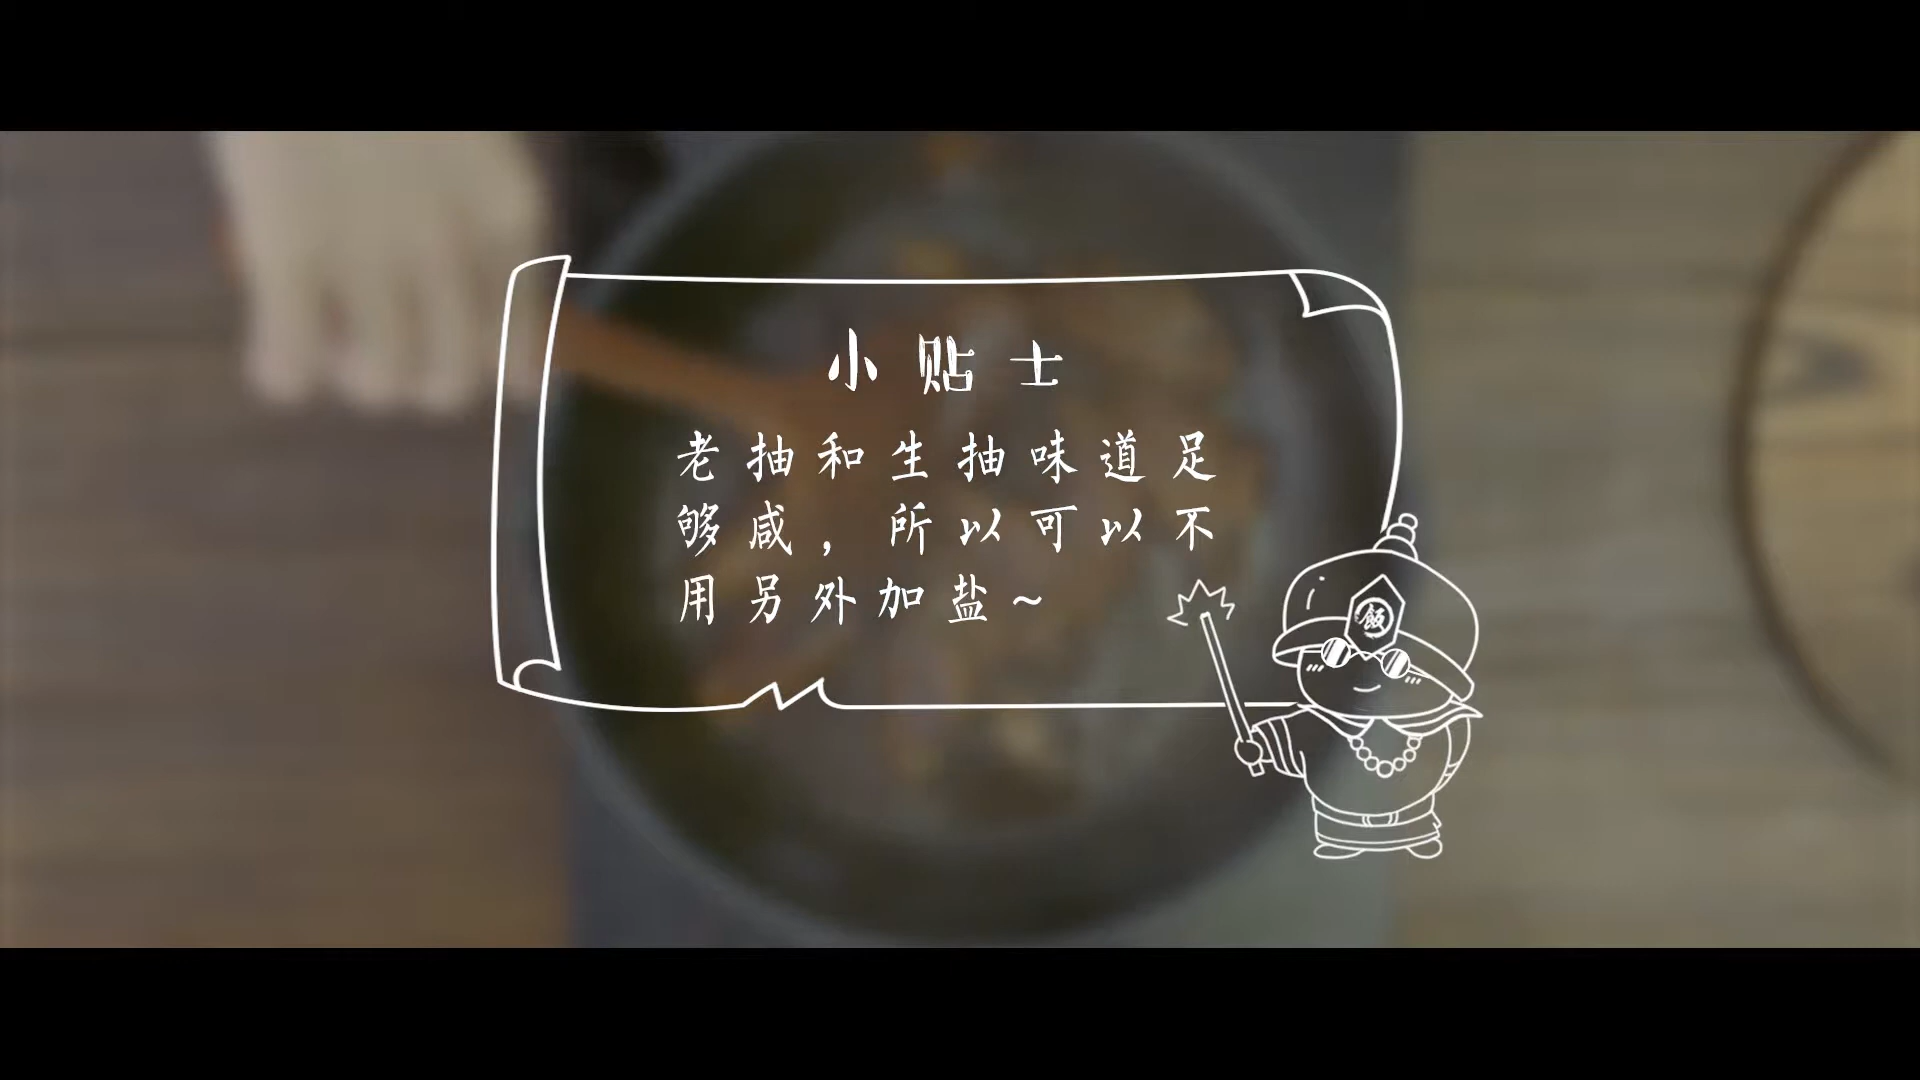 小贴士
老抽和生抽味道足
够咸，所以可以不
用另外加盐~
飯